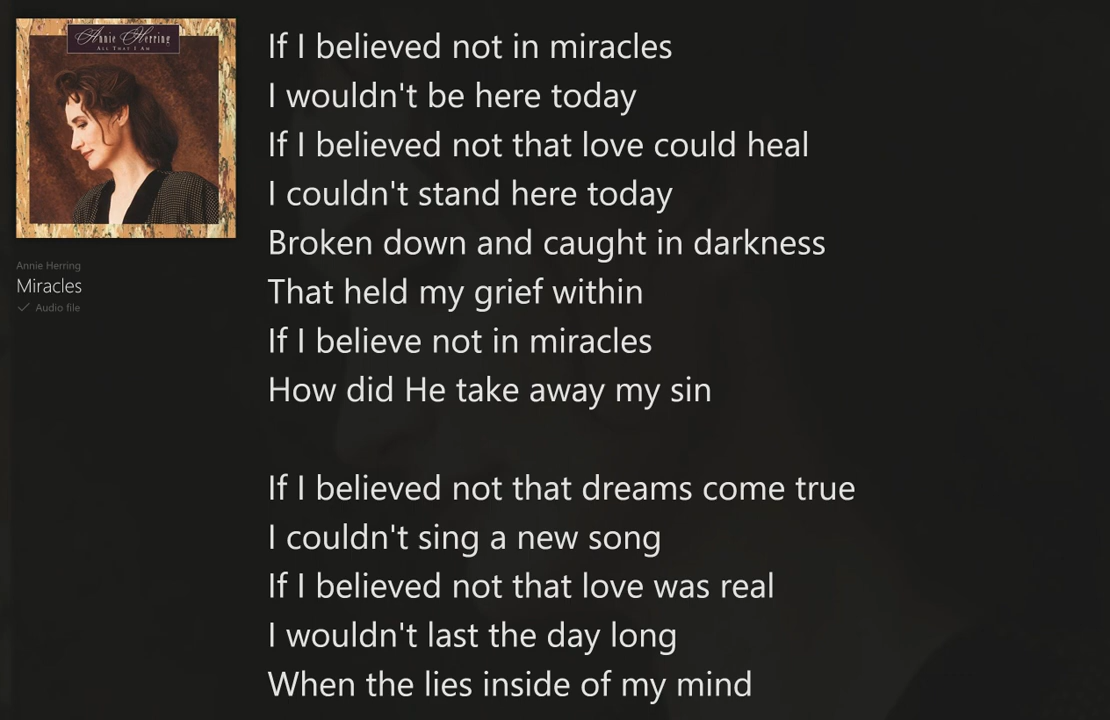 Annie Herring
ALL THAT I AM
Annie Herring
Miracles
Audio file
If I believed not in miracles
I wouldn't be here today
If I believed not that love could heal
I couldn't stand here today
Broken down and caught in darkness
That held my grief within
If I believe not in miracles
How did He take away my sin
If I believed not that dreams come true
I couldn't sing a new song
If I believed not that love was real
I wouldn't last the day long
When the lies inside of my mind